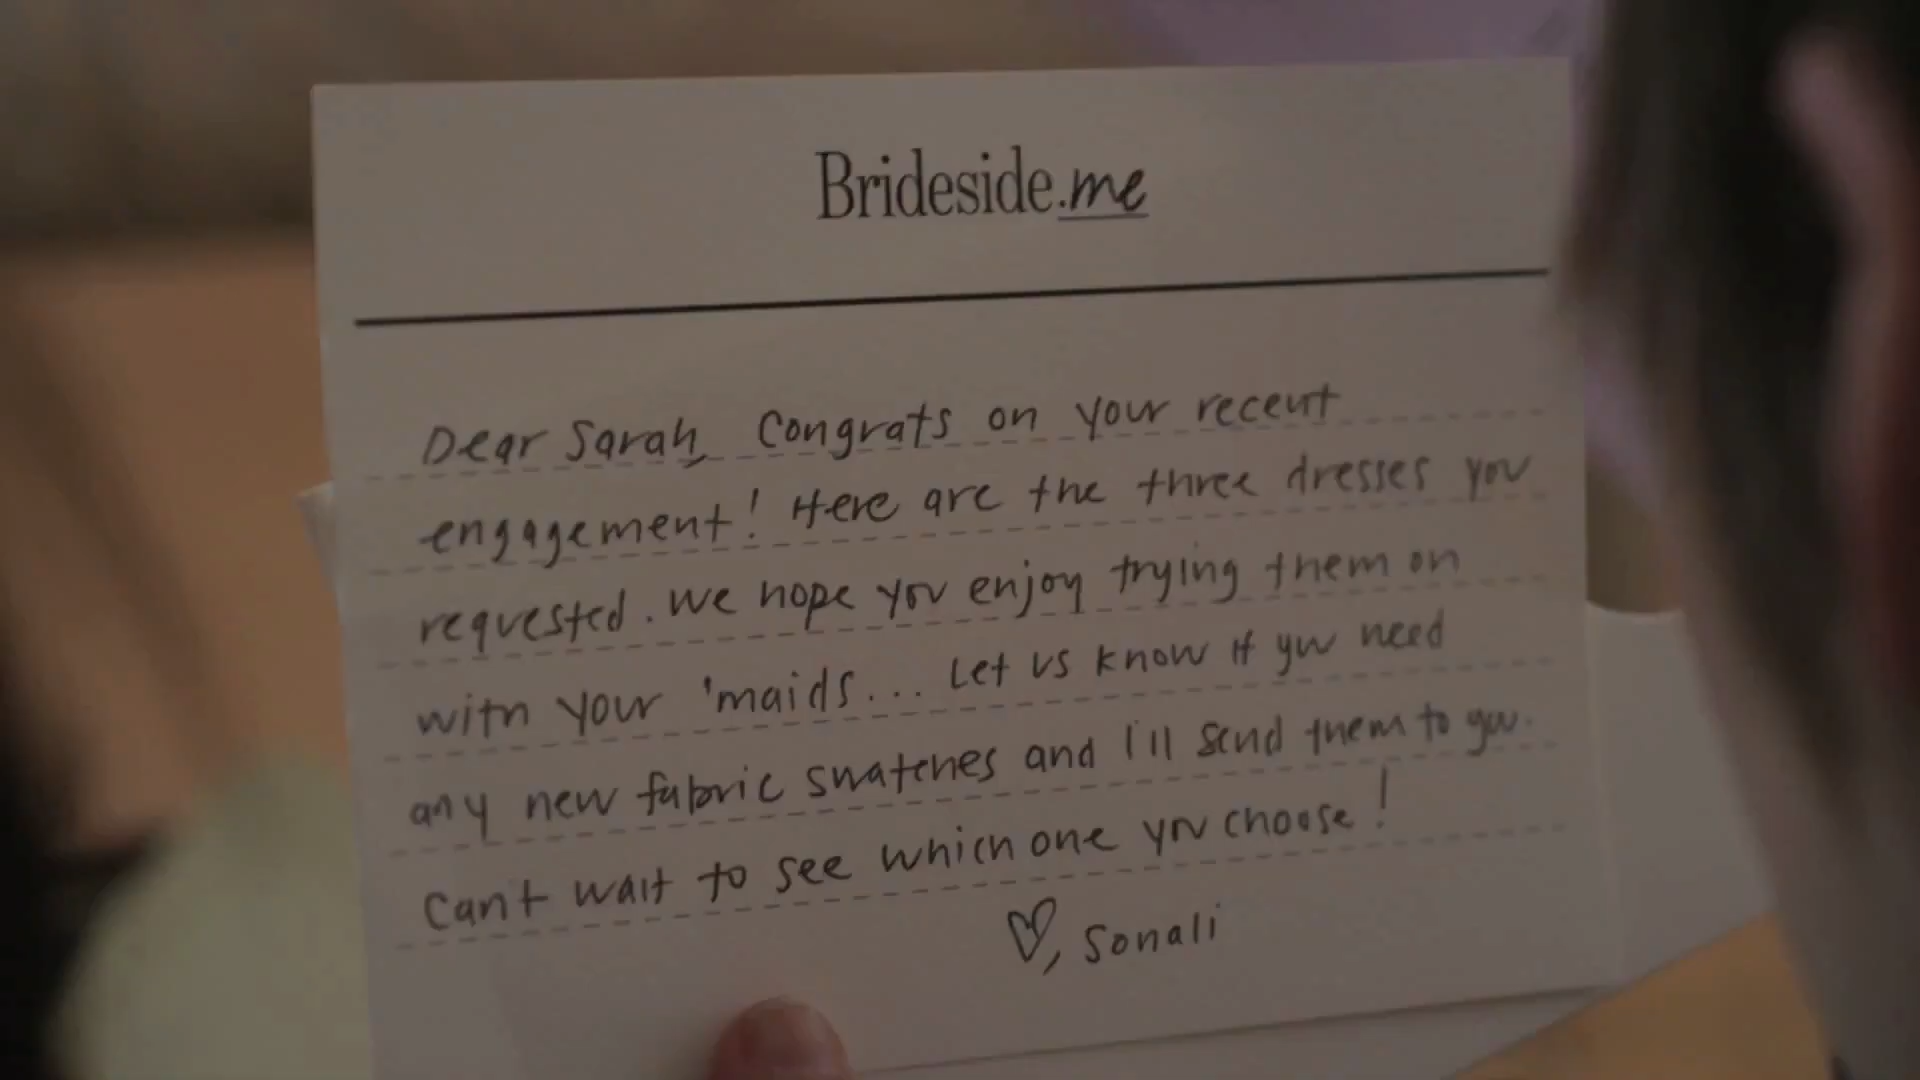 Brideside.me
Dear Sarah, Congrats on your recent
engagement! Here are the three dresses you
requested. We hope you enjoy trying them on
with your 'maids... Let us know if you need
any new fabric swatches and I'll send them to you.
Can't wait to see which one you choose!
♡, Sonali